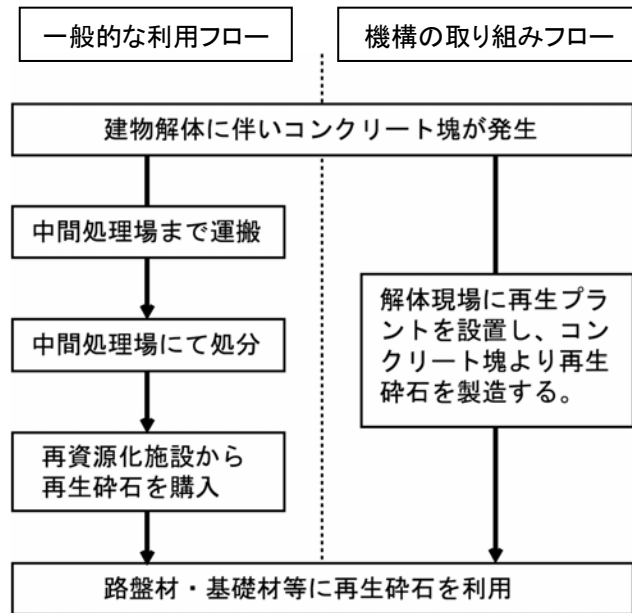 一般的な利用フロー
機構の取り組みフロー
建物解体に伴いコンクリート塊が発生
中間処理場まで運搬
中間処理場にて処分
再資源化施設から
再生砕石を購入
解体現場に再生プラ
ントを設置し、コン
クリート塊より再生
砕石を製造する。
路盤材・基礎材等に再生砕石を利用